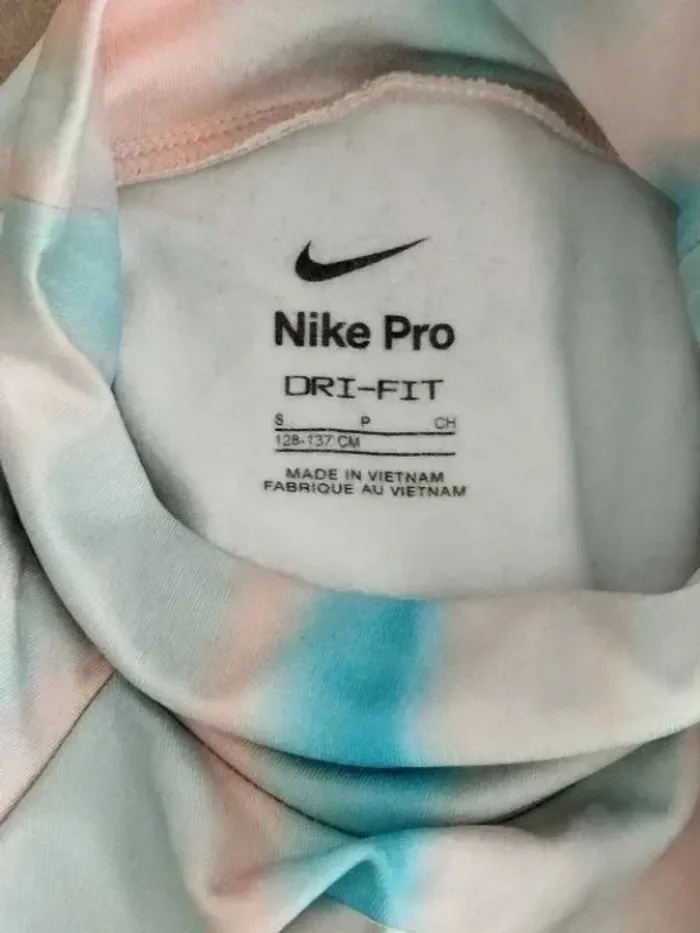 Nike Pro
DRI-FIT
S P CH
128-137 CM
MADE IN VIETNAM
FABRIQUE AU VIETNAM